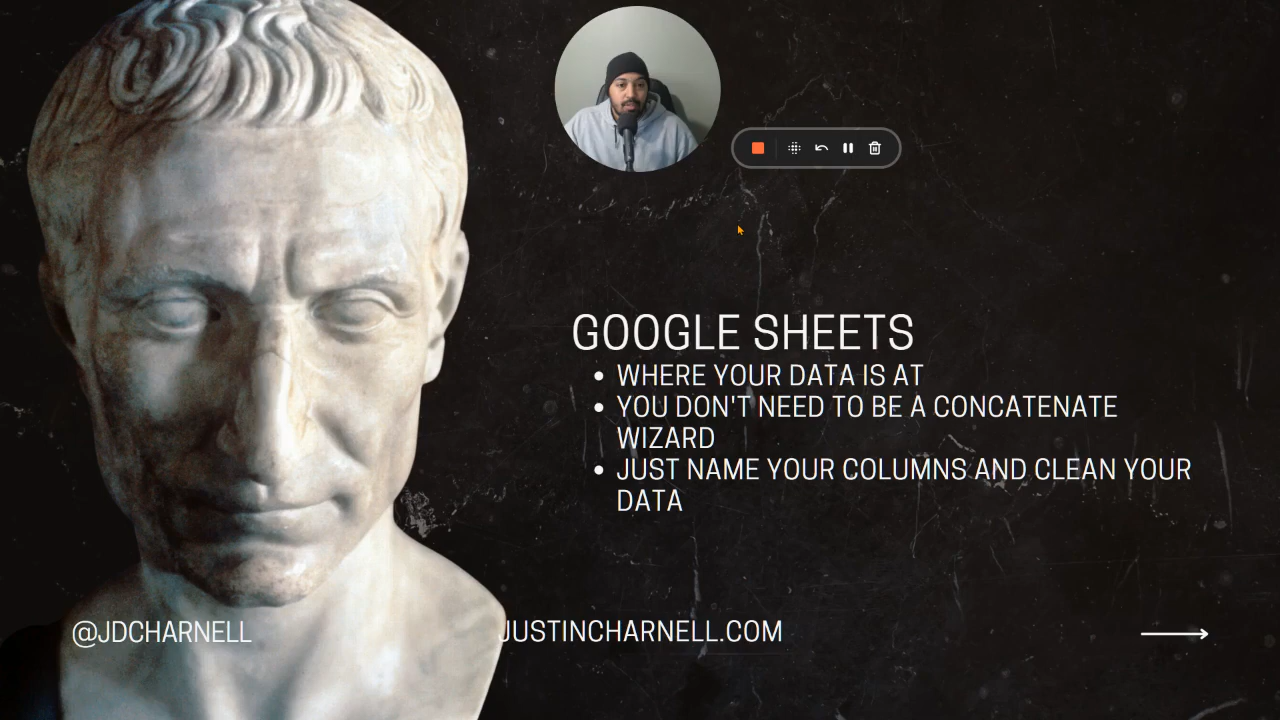 GOOGLE SHEETS
• WHERE YOUR DATA IS AT
• YOU DON'T NEED TO BE A CONCATENATE
WIZARD
• JUST NAME YOUR COLUMNS AND CLEAN YOUR
DATA
@JDCHARNELL
JUSTINCHARNELL.COM